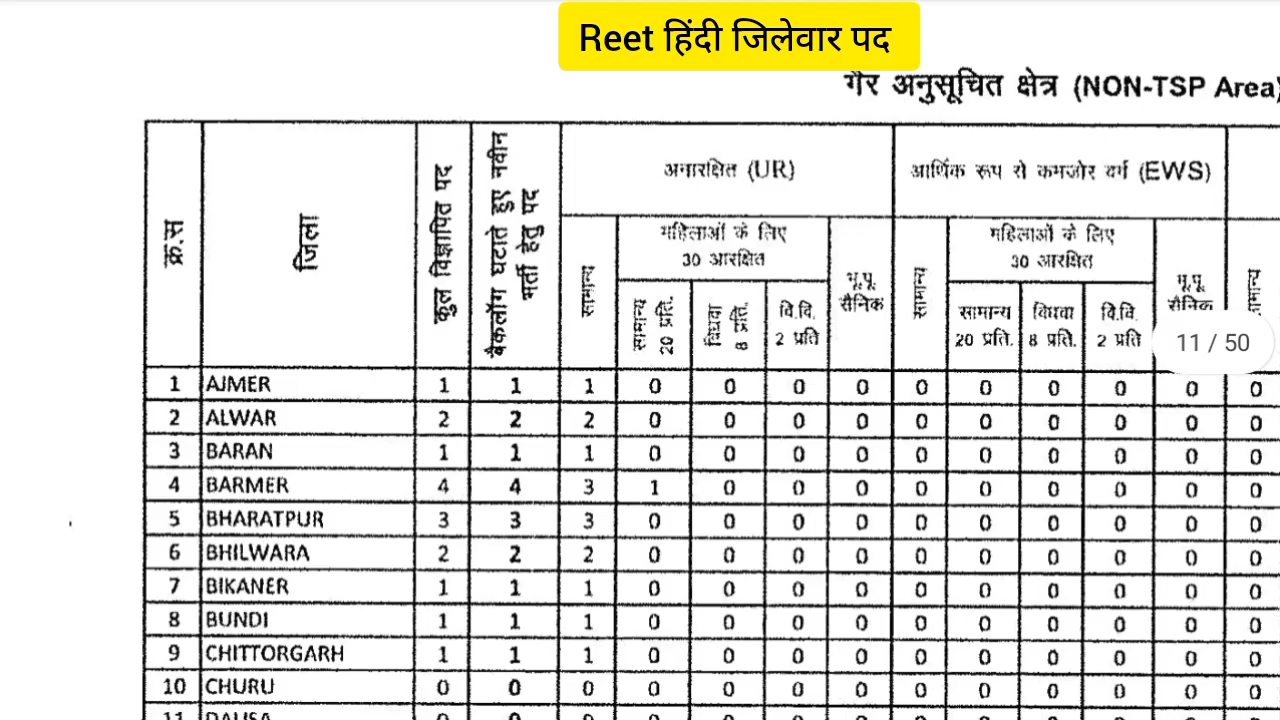 Reet हिंदी जिलेवार पद
गैर अनुसूचित क्षेत्र (NON-TSP Area)
क्र.स
जिला
कुल विज्ञापित पद
बैकलॉग घटाते हुए नवीन भर्ती हेतु पद
अनारक्षित (UR)
आर्थिक रूप से कमजोर वर्ग (EWS)
सामान्य
महिलाओं के लिए
30 आरक्षित
भू.पू.
सैनिक
सामान्य
महिलाओं के लिए
30 आरक्षित
भू.पू.
सैनिक
सामान्य
सामान्य
20 प्रति.
विधवा
8 प्रति.
वि.वि.
2 प्रति
सामान्य
20 प्रति.
विधवा
8 प्रति.
वि.वि.
2 प्रति
11 / 50
1 AJMER 1 1 1 0 0 0 0 0 0 0 0 0 0
2 ALWAR 2 2 2 0 0 0 0 0 0 0 0 0 0
3 BARAN 1 1 1 0 0 0 0 0 0 0 0 0 0
4 BARMER 4 4 3 1 0 0 0 0 0 0 0 0 0
5 BHARATPUR 3 3 3 0 0 0 0 0 0 0 0 0 0
6 BHILWARA 2 2 2 0 0 0 0 0 0 0 0 0 0
7 BIKANER 1 1 1 0 0 0 0 0 0 0 0 0 0
8 BUNDI 1 1 1 0 0 0 0 0 0 0 0 0 0
9 CHITTORGARH 1 1 1 0 0 0 0 0 0 0 0 0 0
10 CHURU 0 0 0 0 0 0 0 0 0 0 0 0 0
11 DAUSA